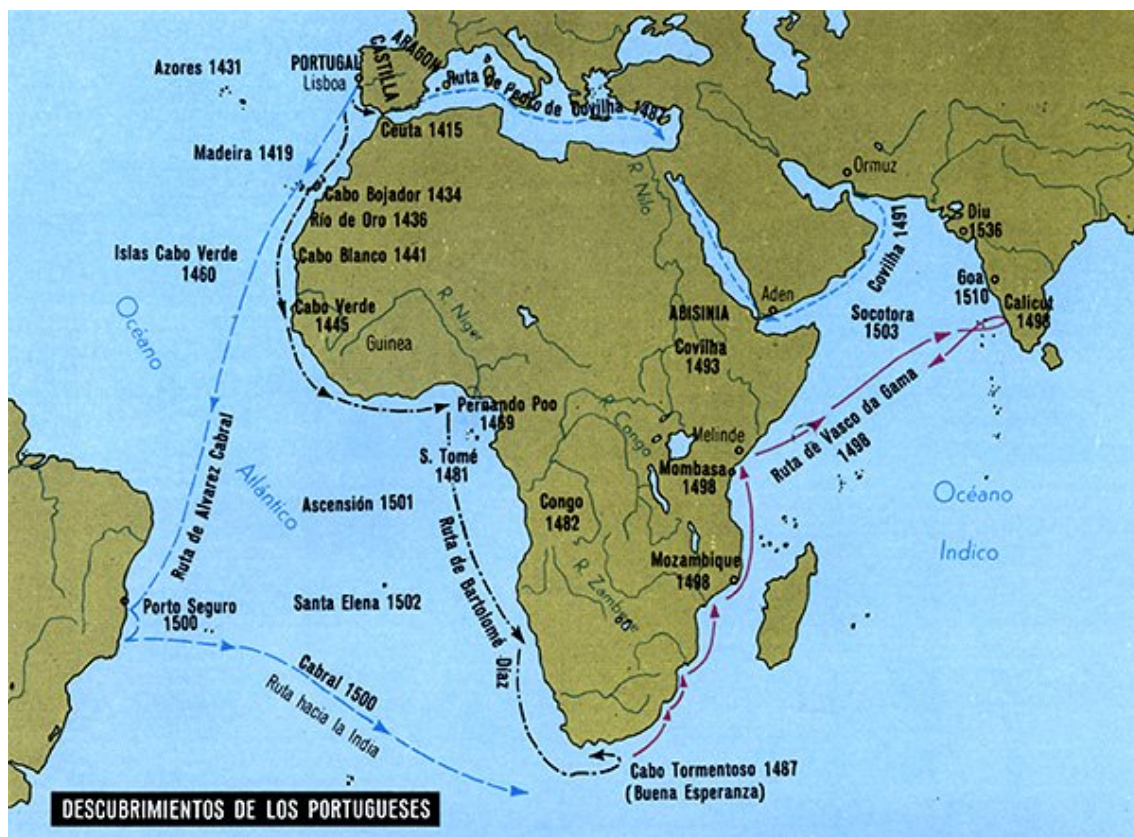 ARAGON
CASTILLA
PORTUGAL
Lisboa
Azores 1431
Ruta de Pedro de Covilha 1487
Ceuta 1415
Madeira 1419
Cabo Bojador 1434
Río de Oro 1436
Islas Cabo Verde
1460
Cabo Blanco 1441
Cabo Verde
1445
R. Nilo
Ormuz
Diu
1536
Covilha 1491
Goa
1510
Calicut
1498
Aden
Socotora
1503
ABISINIA
Covilha
1493
Océano
Atlántico
Guinea
R. Niger
Pernando Poo
1469
S. Tomé
1481
R. Congo
Melinde
Mombasa
1498
Ruta de Vasco da Gama
1498
Océano
Indico
Ruta de Alvarez Cabral
Ascensión 1501
Congo
1482
Mozambique
1498
R. Zambeze
Ruta de Bartolomé Díaz
Porto Seguro
1500
Santa Elena 1502
Cabral 1500
Ruta hacia la India
Cabo Tormentoso 1487
(Buena Esperanza)
DESCUBRIMIENTOS DE LOS PORTUGUESES